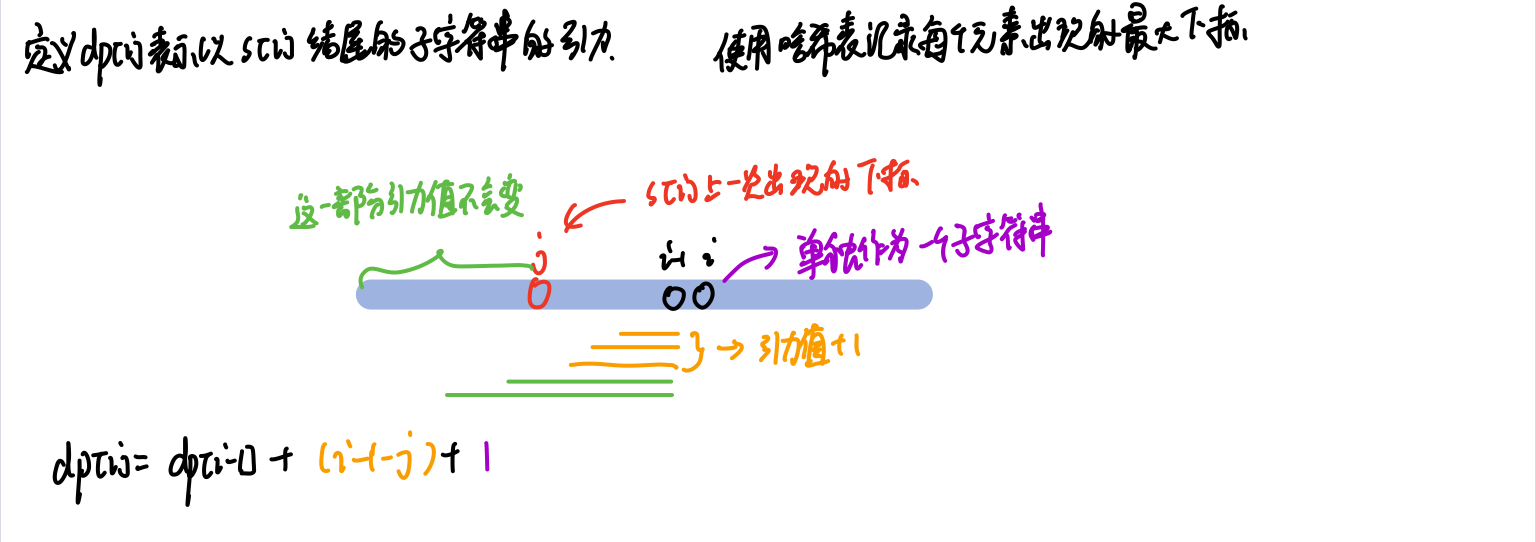 定义dp[i]表示以s[i]结尾的子字符串的引力.
使用哈希表记录每个元素出现的最大下标、
这一部分引力值不会变
s[i]上一次出现的下标、
j
i-1 i
单独作为一个子字符串
引力值+1
dp[i]= dp[i-1] + (i-1-j)+ 1